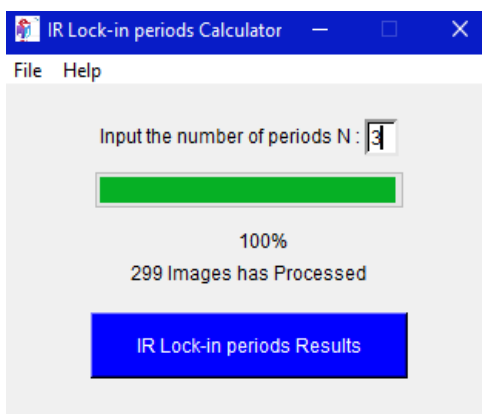 IR Lock-in periods Calculator
File Help
Input the number of periods N : 3
100%
299 Images has Processed
IR Lock-in periods Results